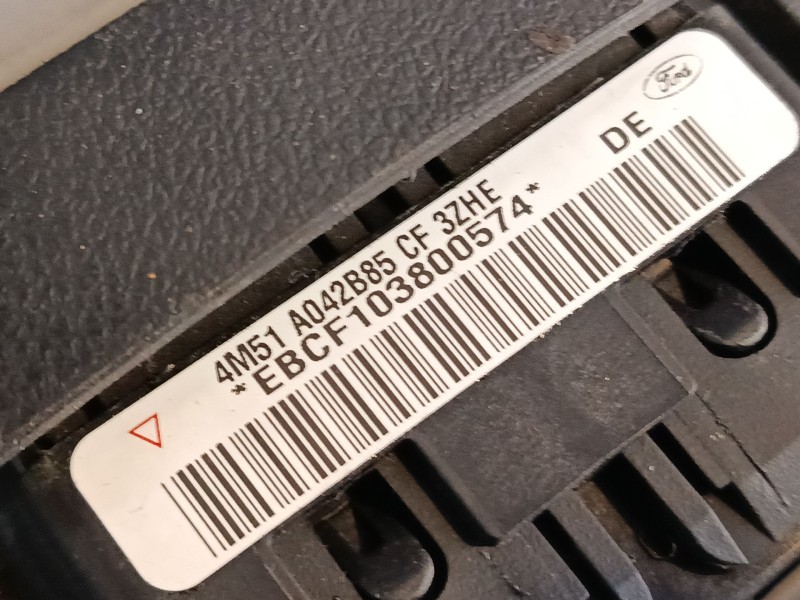 Ford
DE
4M51 A042B85 CF 3ZHE
*EBCF103800574*